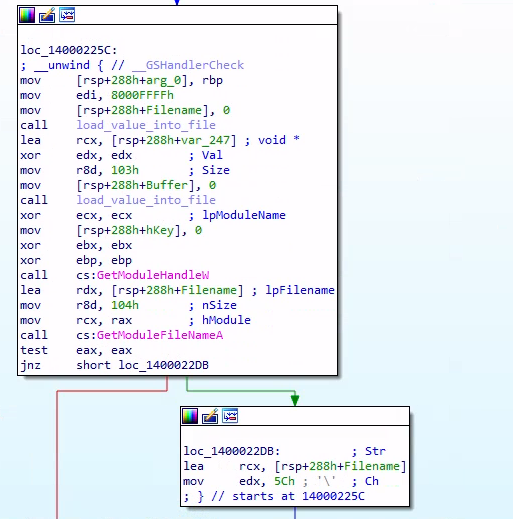 loc_14000225C:
; __unwind { // __GSHandlerCheck
mov [rsp+288h+arg_0], rbp
mov edi, 8000FFFFh
mov [rsp+288h+Filename], 0
call load_value_into_file
lea rcx, [rsp+288h+var_247] ; void *
xor edx, edx ; Val
mov r8d, 103h ; Size
mov [rsp+288h+Buffer], 0
call load_value_into_file
xor ecx, ecx ; lpModuleName
mov [rsp+288h+hKey], 0
xor ebx, ebx
xor ebp, ebp
call cs:GetModuleHandleW
lea rdx, [rsp+288h+Filename] ; lpFilename
mov r8d, 104h ; nSize
mov rcx, rax ; hModule
call cs:GetModuleFileNameA
test eax, eax
jnz short loc_1400022DB
loc_1400022DB: ; Str
lea rcx, [rsp+288h+Filename]
mov edx, 5Ch ; '\' ; Ch
; } // starts at 14000225C